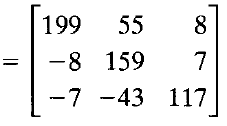 = [199 55 8
-8 159 7
-7 -43 117]